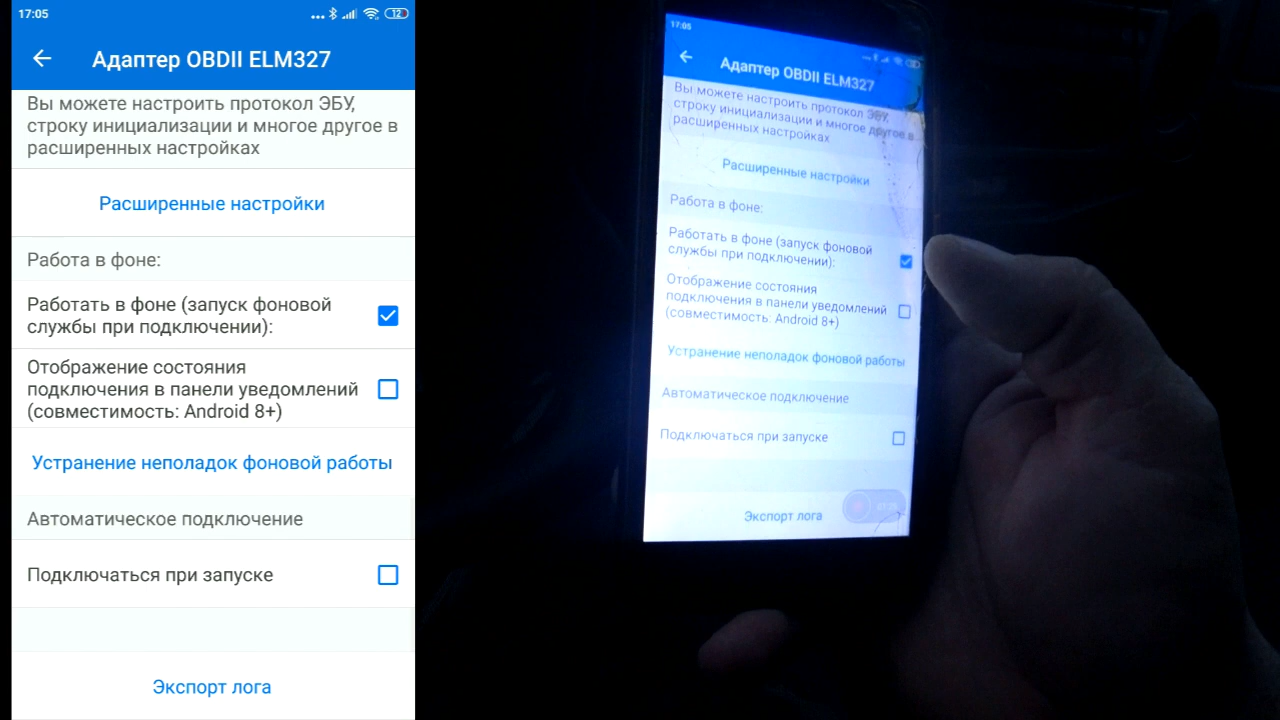 17:05
12
Адаптер OBDII ELM327
Вы можете настроить протокол ЭБУ,
строку инициализации и многое другое в
расширенных настройках
Расширенные настройки
Работа в фоне:
Работать в фоне (запуск фоновой
службы при подключении):
Отображение состояния
подключения в панели уведомлений
(совместимость: Android 8+)
Устранение неполадок фоновой работы
Автоматическое подключение
Подключаться при запуске
Экспорт лога
17:05
Адаптер OBDII ELM327
Вы можете настроить протокол ЭБУ,
строку инициализации и многое другое в
расширенных настройках
Расширенные настройки
Работа в фоне:
Работать в фоне (запуск фоновой
службы при подключении):
Отображение состояния
подключения в панели уведомлений
(совместимость: Android 8+)
Устранение неполадок фоновой работы
Автоматическое подключение
Подключаться при запуске
Экспорт лога